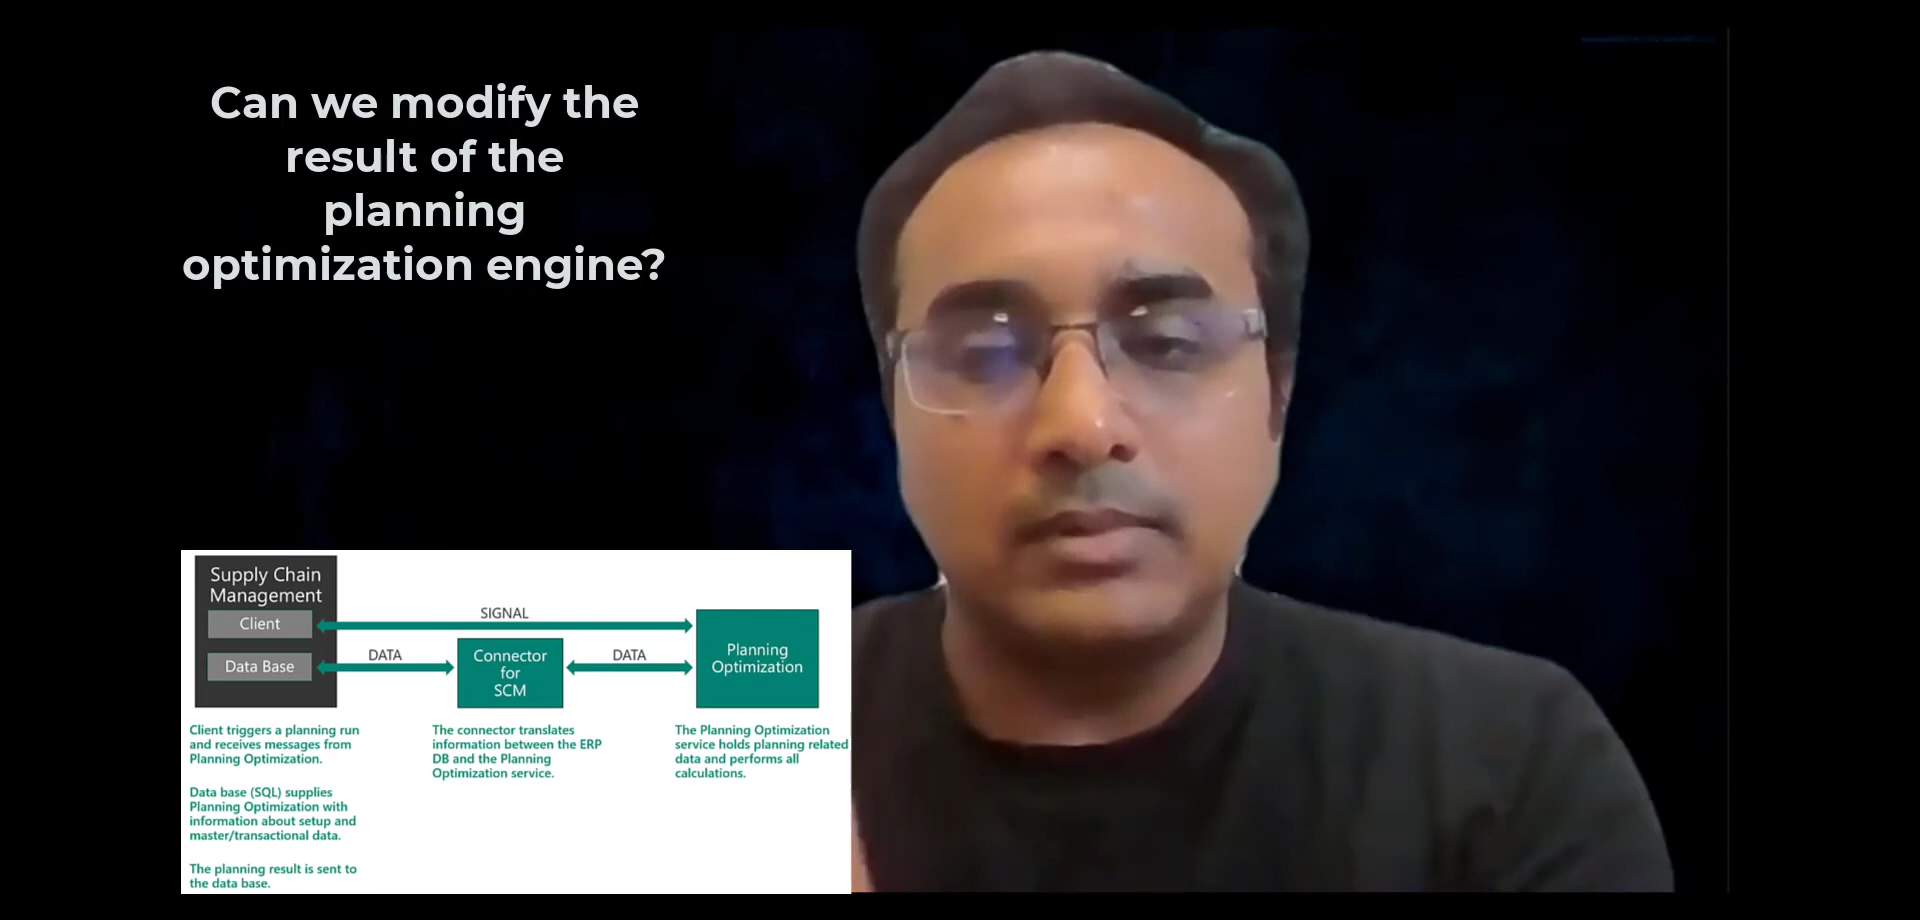 Can we modify the
result of the
planning
optimization engine?
Supply Chain
Management
Client
Data Base
SIGNAL
DATA
Connector
for
SCM
DATA
Planning
Optimization
Client triggers a planning run
and receives messages from
Planning Optimization.
Data base (SQL) supplies
Planning Optimization with
information about setup and
master/transactional data.
The planning result is sent to
the data base.
The connector translates
information between the ERP
DB and the Planning
Optimization service.
The Planning Optimization
service holds planning related
data and performs all
calculations.